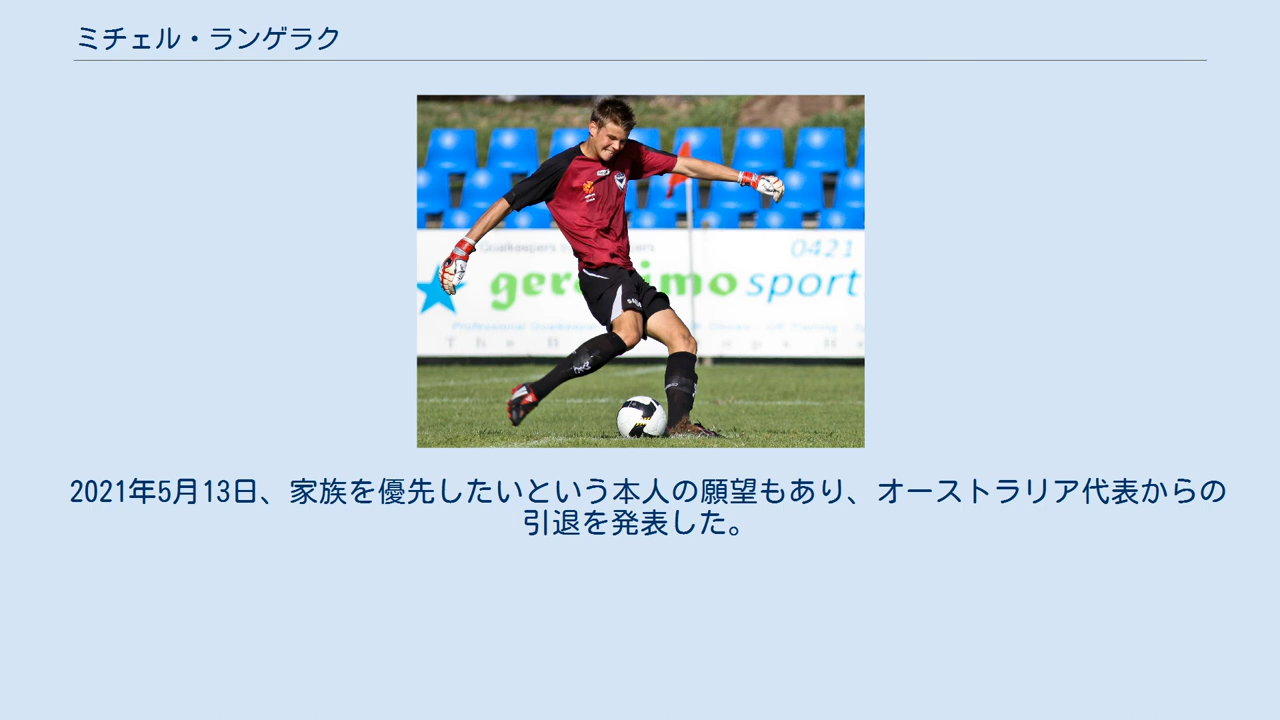 ミチェル・ランゲラク
0421
sport
2021年5月13日、家族を優先したいという本人の願望もあり、オーストラリア代表からの
引退を発表した。